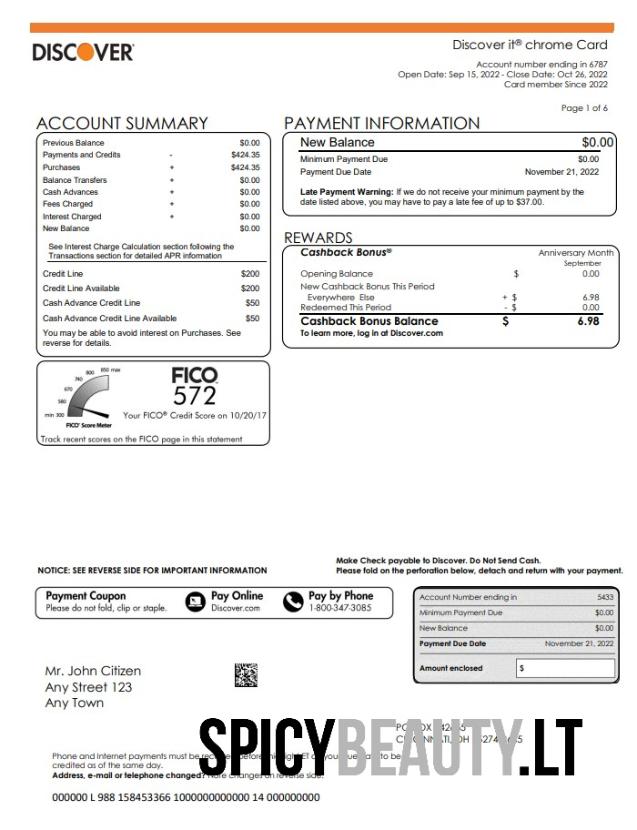 DISCOVER
Discover it® chrome Card
Account number ending in 6787
Open Date: Sep 15, 2022 - Close Date: Oct 26, 2022
Card member Since 2022
Page 1 of 6
ACCOUNT SUMMARY
Previous Balance $0.00
Payments and Credits - $424.35
Purchases + $424.35
Balance Transfers + $0.00
Cash Advances + $0.00
Fees Charged + $0.00
Interest Charged + $0.00
New Balance $0.00
See Interest Charge Calculation section following the
Transactions section for detailed APR information
Credit Line $200
Credit Line Available $200
Cash Advance Credit Line $50
Cash Advance Credit Line Available $50
You may be able to avoid interest on Purchases. See
reverse for details.
PAYMENT INFORMATION
New Balance $0.00
Minimum Payment Due $0.00
Payment Due Date November 21, 2022
Late Payment Warning: If we do not receive your minimum payment by the
date listed above, you may have to pay a late fee of up to $37.00.
REWARDS
Cashback Bonus® Anniversary Month
September
Opening Balance $ 0.00
New Cashback Bonus This Period
Everywhere Else + $ 6.98
Redeemed This Period - $ 0.00
Cashback Bonus Balance $ 6.98
To learn more, log in at Discover.com
800 850 max
740
670
580
min 300
FICO® Score Meter
FICO
572
Your FICO® Credit Score on 10/20/17
Track recent scores on the FICO page in this statement
NOTICE: SEE REVERSE SIDE FOR IMPORTANT INFORMATION
Make Check payable to Discover. Do Not Send Cash.
Please fold on the perforation below, detach and return with your payment.
Payment Coupon
Please do not fold, clip or staple.
Pay Online
Discover.com
Pay by Phone
1-800-347-3085
Account Number ending in 5433
Minimum Payment Due $0.00
New Balance $0.00
Payment Due Date November 21, 2022
Amount enclosed $
Mr. John Citizen
Any Street 123
Any Town
SPICYBEAUTY.LT
Phone and Internet payments must be
credited as of the same day.
Address, e-mail or telephone changed? Note changes on reverse side.
000000 L 988 158453366 1000000000000 14 000000000